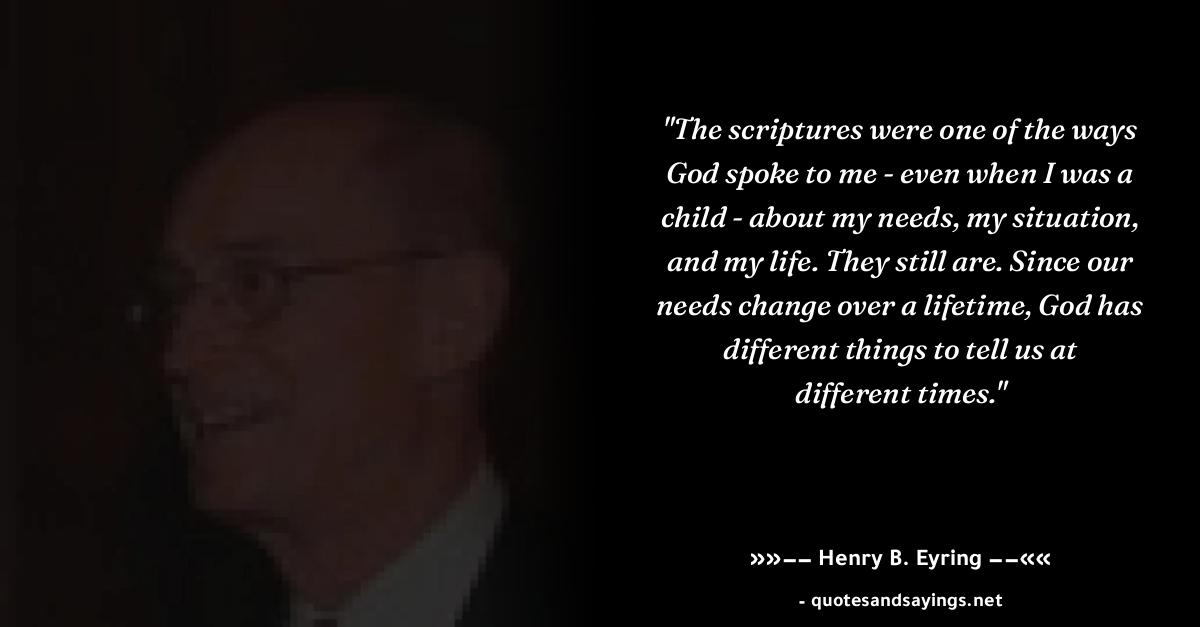 "The scriptures were one of the ways
God spoke to me - even when I was a
child - about my needs, my situation,
and my life. They still are. Since our
needs change over a lifetime, God has
different things to tell us at
different times."
»»−− Henry B. Eyring −−««
- quotesandsayings.net